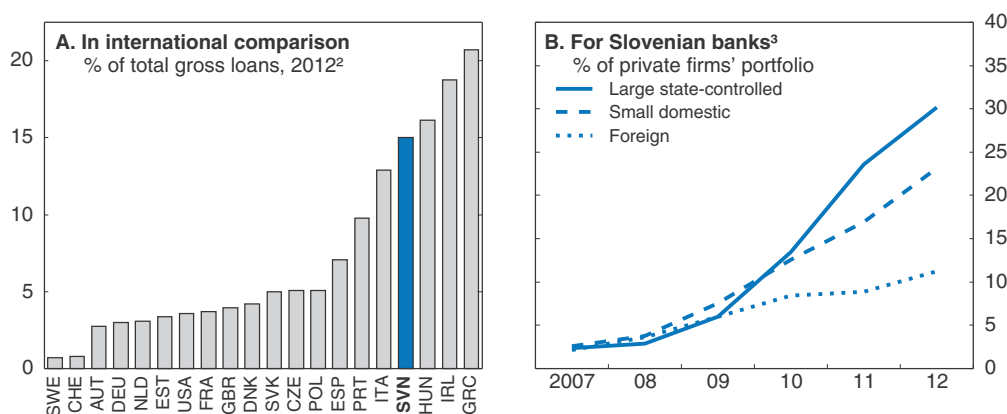 A. In international comparison
% of total gross loans, 2012²
20
15
10
5
0
SWE
CHE
AUT
DEU
NLD
EST
USA
FRA
GBR
DNK
SVK
CZE
POL
ESP
PRT
ITA
SVN
HUN
IRL
GRC
B. For Slovenian banks³
% of private firms' portfolio
Large state-controlled
Small domestic
Foreign
40
35
30
25
20
15
10
5
0
2007 08 09 10 11 12